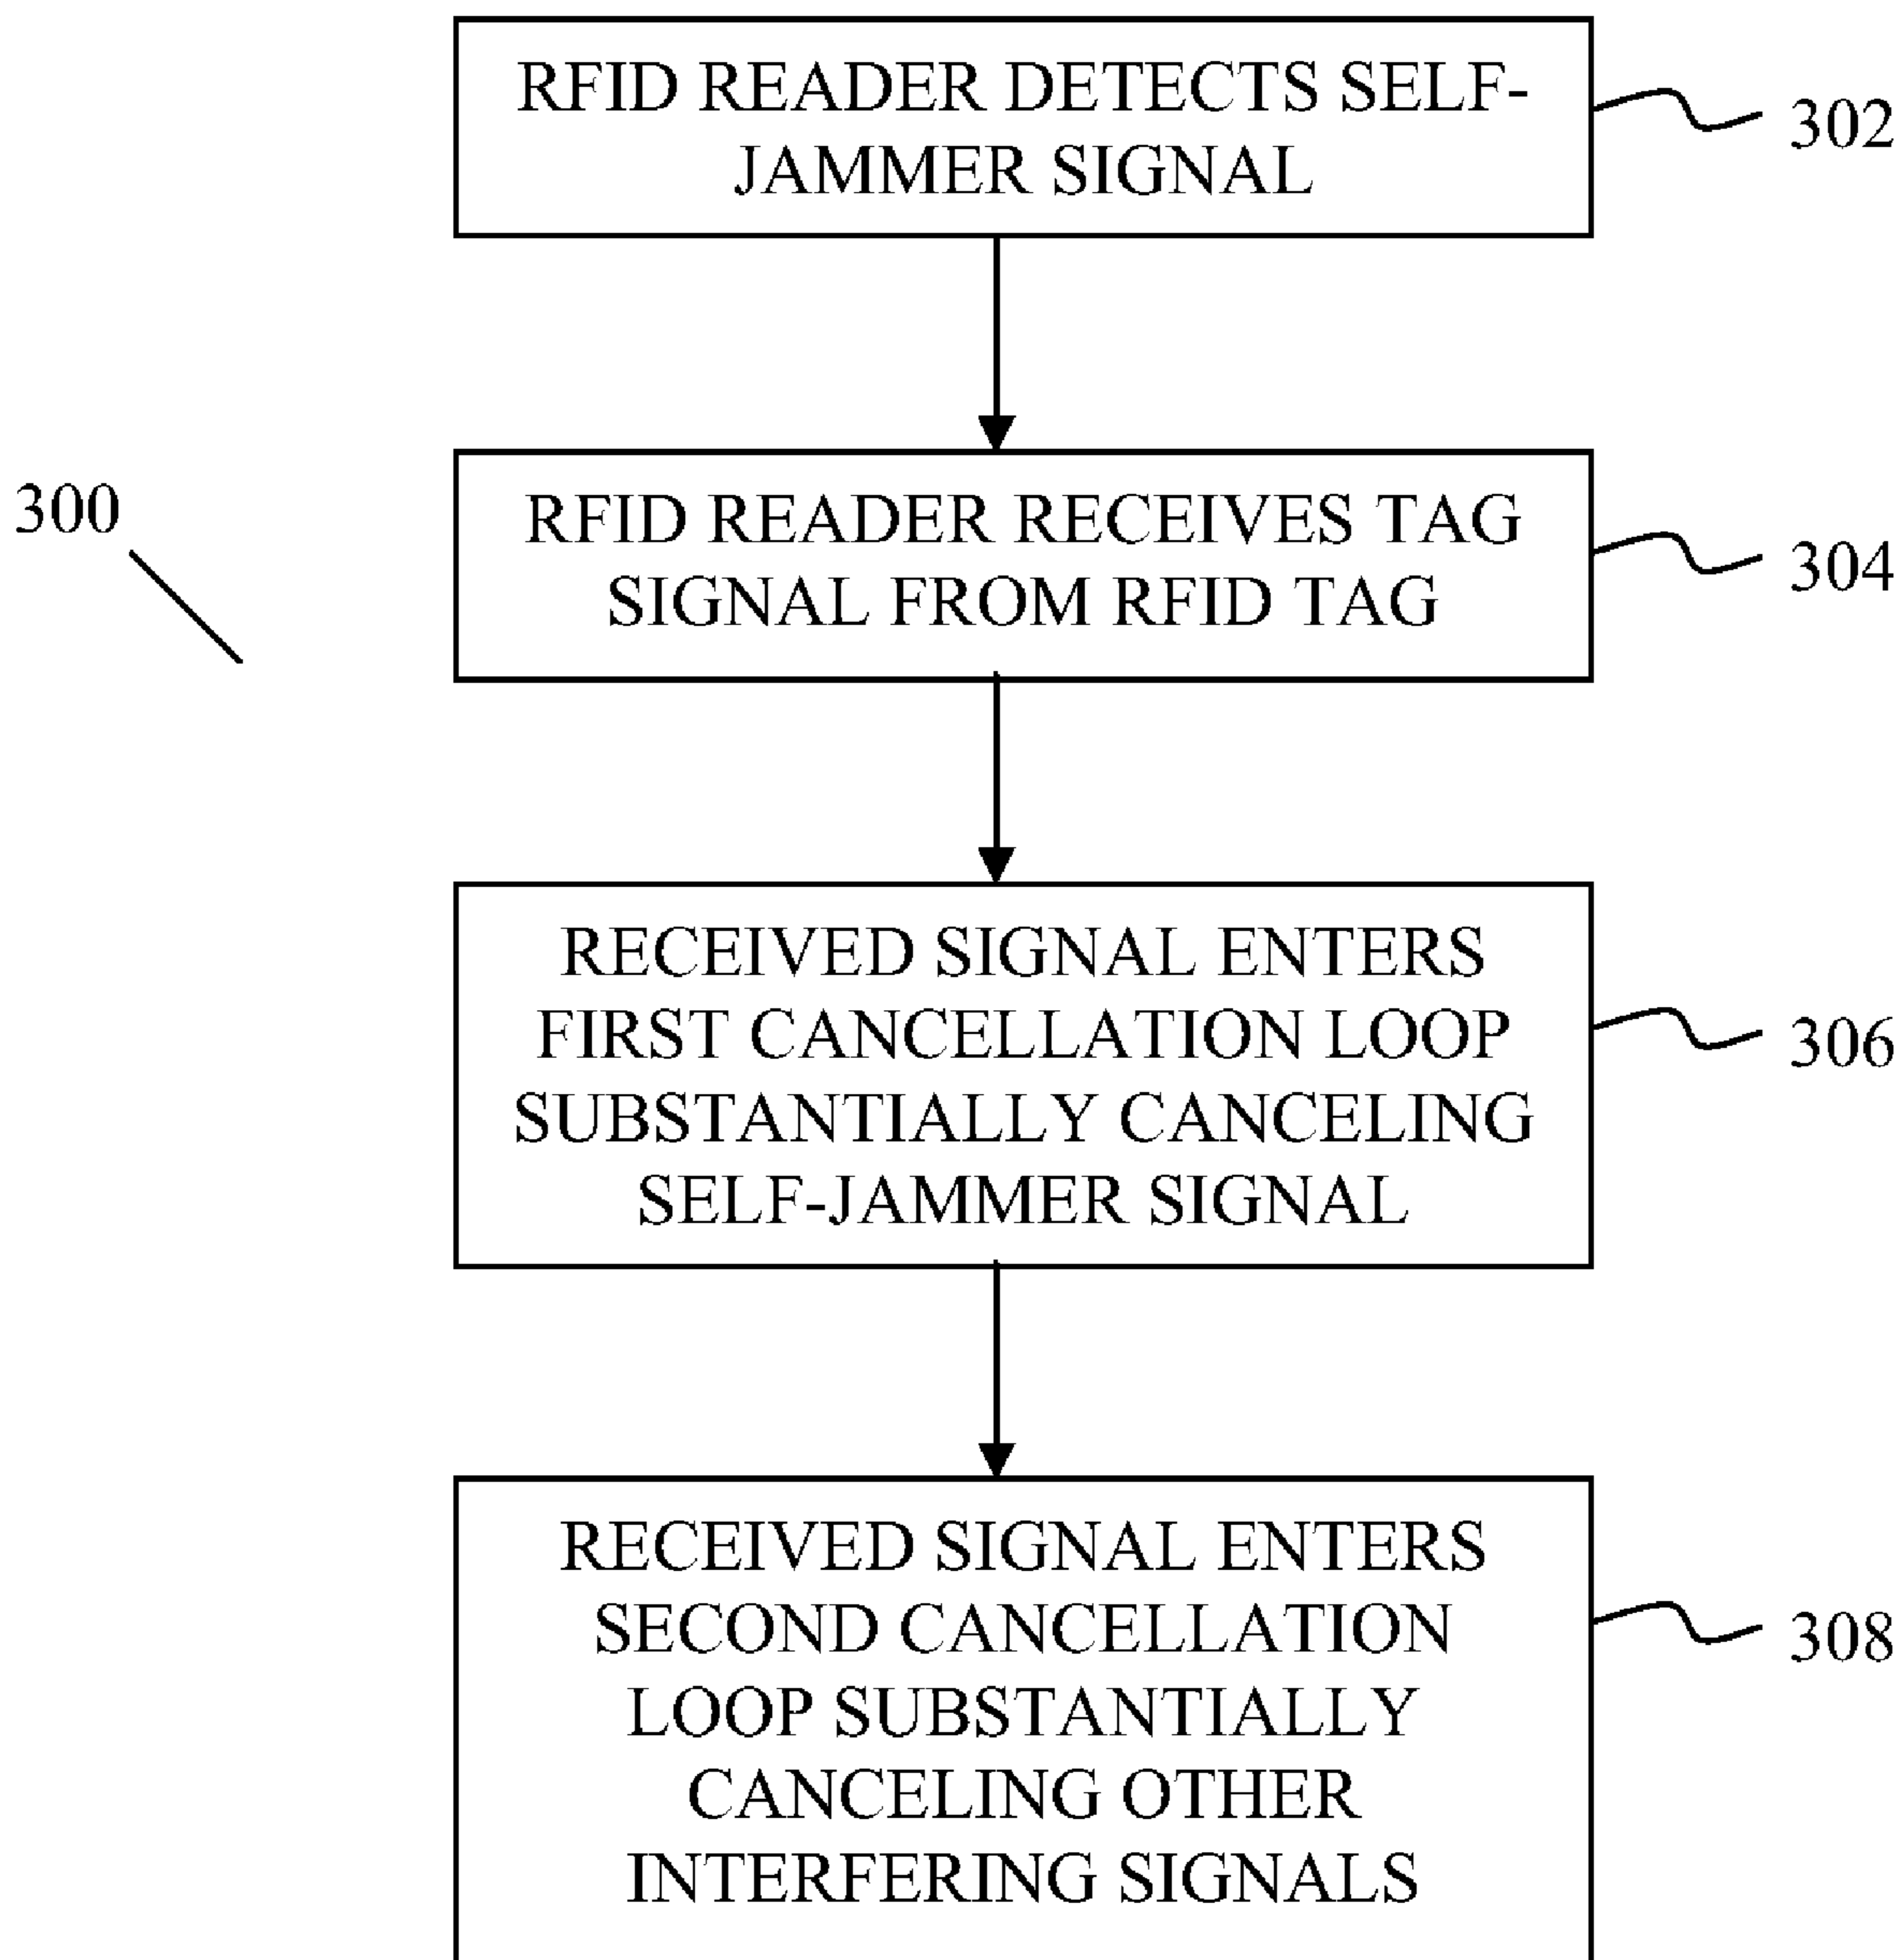 RFID READER DETECTS SELF-
JAMMER SIGNAL
302
300
RFID READER RECEIVES TAG
SIGNAL FROM RFID TAG
304
RECEIVED SIGNAL ENTERS
FIRST CANCELLATION LOOP
SUBSTANTIALLY CANCELING
SELF-JAMMER SIGNAL
306
RECEIVED SIGNAL ENTERS
SECOND CANCELLATION
LOOP SUBSTANTIALLY
CANCELING OTHER
INTERFERING SIGNALS
308